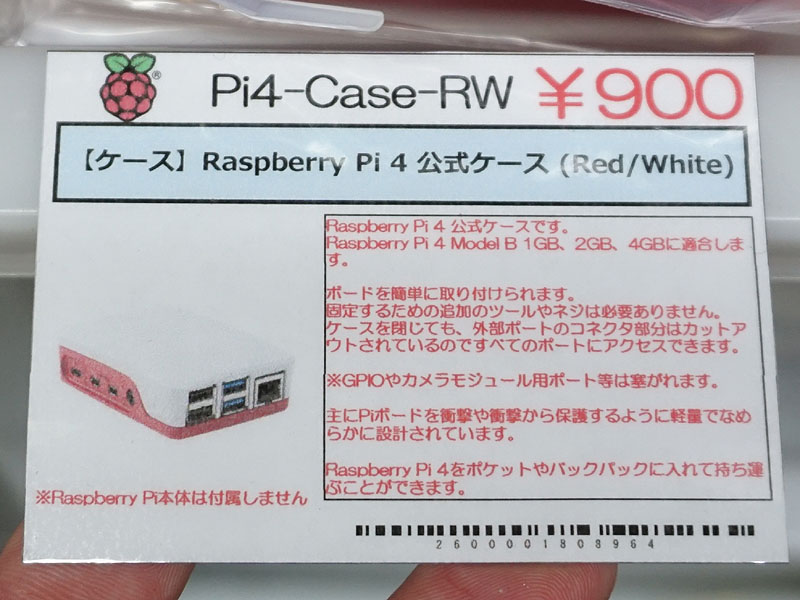 Pi4-Case-RW ¥900
【ケース】Raspberry Pi 4 公式ケース (Red/White)
Raspberry Pi 4 公式ケースです。
Raspberry Pi 4 Model B 1GB、2GB、4GBに適合しま
す。
ボードを簡単に取り付けられます。
固定するための追加のツールやネジは必要ありません。
ケースを閉じても、外部ポートのコネクタ部分はカットア
ウトされているのですべてのポートにアクセスできます。
※GPIOやカメラモジュール用ポート等は塞がれます。
主にPiボードを衝撃や衝撃から保護するように軽量でなめ
らかに設計されています。
Raspberry Pi 4をポケットやバックパックに入れて持ち運
ぶことができます。
※Raspberry Pi本体は付属しません
2600001808964